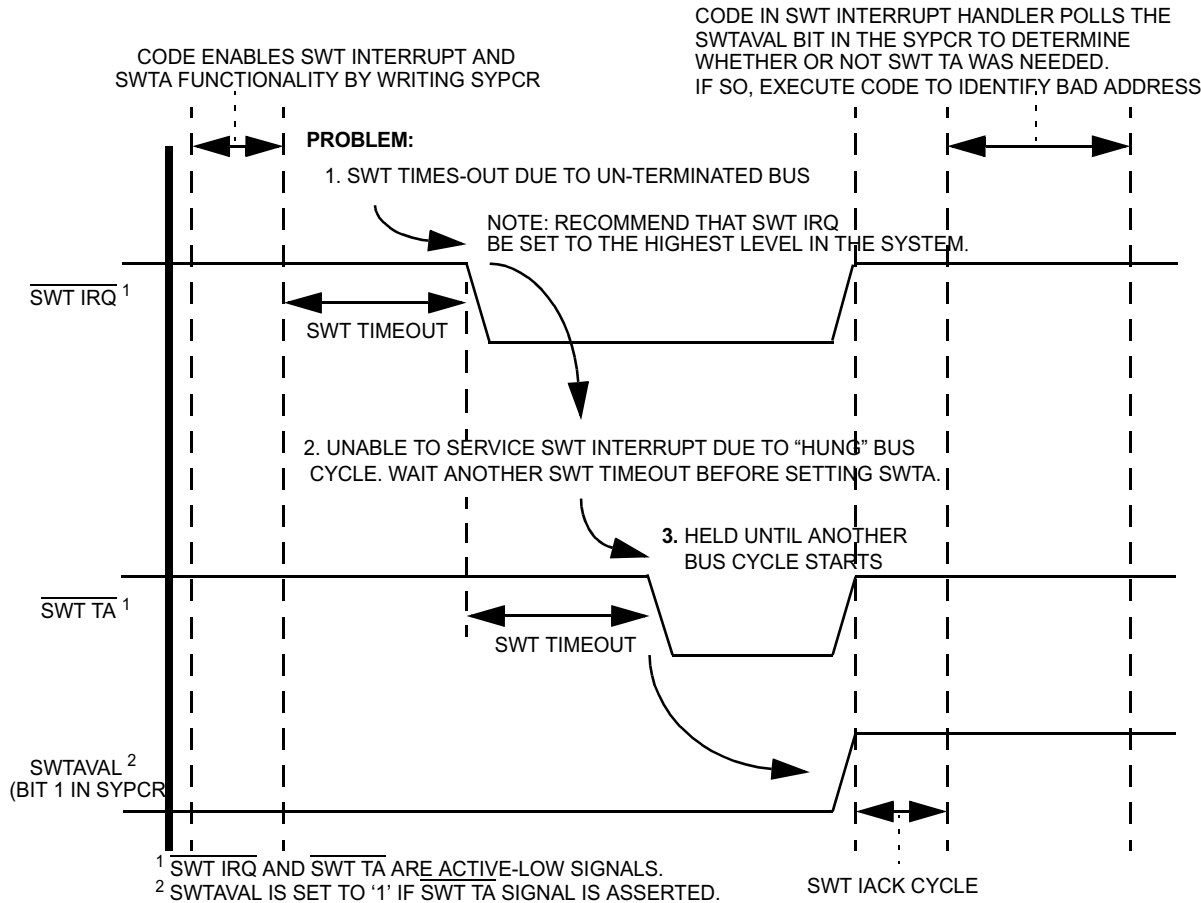 CODE IN SWT INTERRUPT HANDLER POLLS THE
SWTAVAL BIT IN THE SYPCR TO DETERMINE
WHETHER OR NOT SWT TA WAS NEEDED.
IF SO, EXECUTE CODE TO IDENTIFY BAD ADDRESS
CODE ENABLES SWT INTERRUPT AND
SWTA FUNCTIONALITY BY WRITING SYPCR
PROBLEM:
1. SWT TIMES-OUT DUE TO UN-TERMINATED BUS
NOTE: RECOMMEND THAT SWT IRQ
BE SET TO THE HIGHEST LEVEL IN THE SYSTEM.
SWT IRQ 1
SWT TIMEOUT
2. UNABLE TO SERVICE SWT INTERRUPT DUE TO “HUNG” BUS
CYCLE. WAIT ANOTHER SWT TIMEOUT BEFORE SETTING SWTA.
3. HELD UNTIL ANOTHER
BUS CYCLE STARTS
SWT TA 1
SWT TIMEOUT
SWTAVAL 2
(BIT 1 IN SYPCR
1 SWT IRQ AND SWT TA ARE ACTIVE-LOW SIGNALS.
2 SWTAVAL IS SET TO ‘1’ IF SWT TA SIGNAL IS ASSERTED.
SWT IACK CYCLE